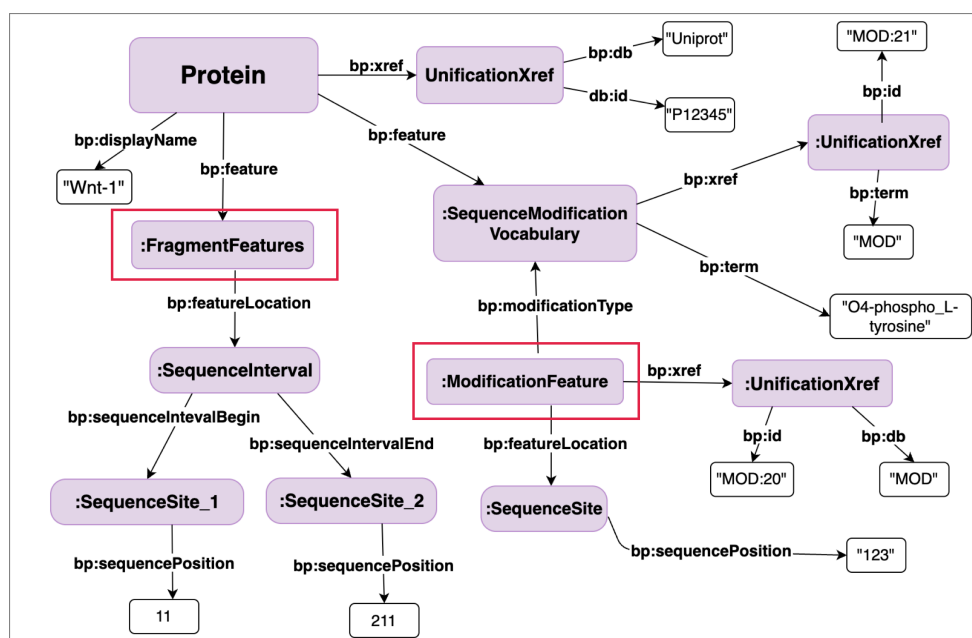 Protein
bp:xref
UnificationXref
bp:db
"Uniprot"
db:id
"P12345"
"MOD:21"
bp:id
:UnificationXref
bp:term
"MOD"
bp:displayName
"Wnt-1"
bp:feature
bp:feature
:FragmentFeatures
:SequenceModification
Vocabulary
bp:xref
bp:term
"O4-phospho_L-
tyrosine"
bp:featureLocation
bp:modificationType
:SequenceInterval
:ModificationFeature
bp:xref
:UnificationXref
bp:sequenceIntevalBegin
bp:sequenceIntervalEnd
bp:featureLocation
bp:id
bp:db
"MOD:20"
"MOD"
:SequenceSite_1
:SequenceSite_2
:SequenceSite
bp:sequencePosition
bp:sequencePosition
bp:sequencePosition
"123"
11
211